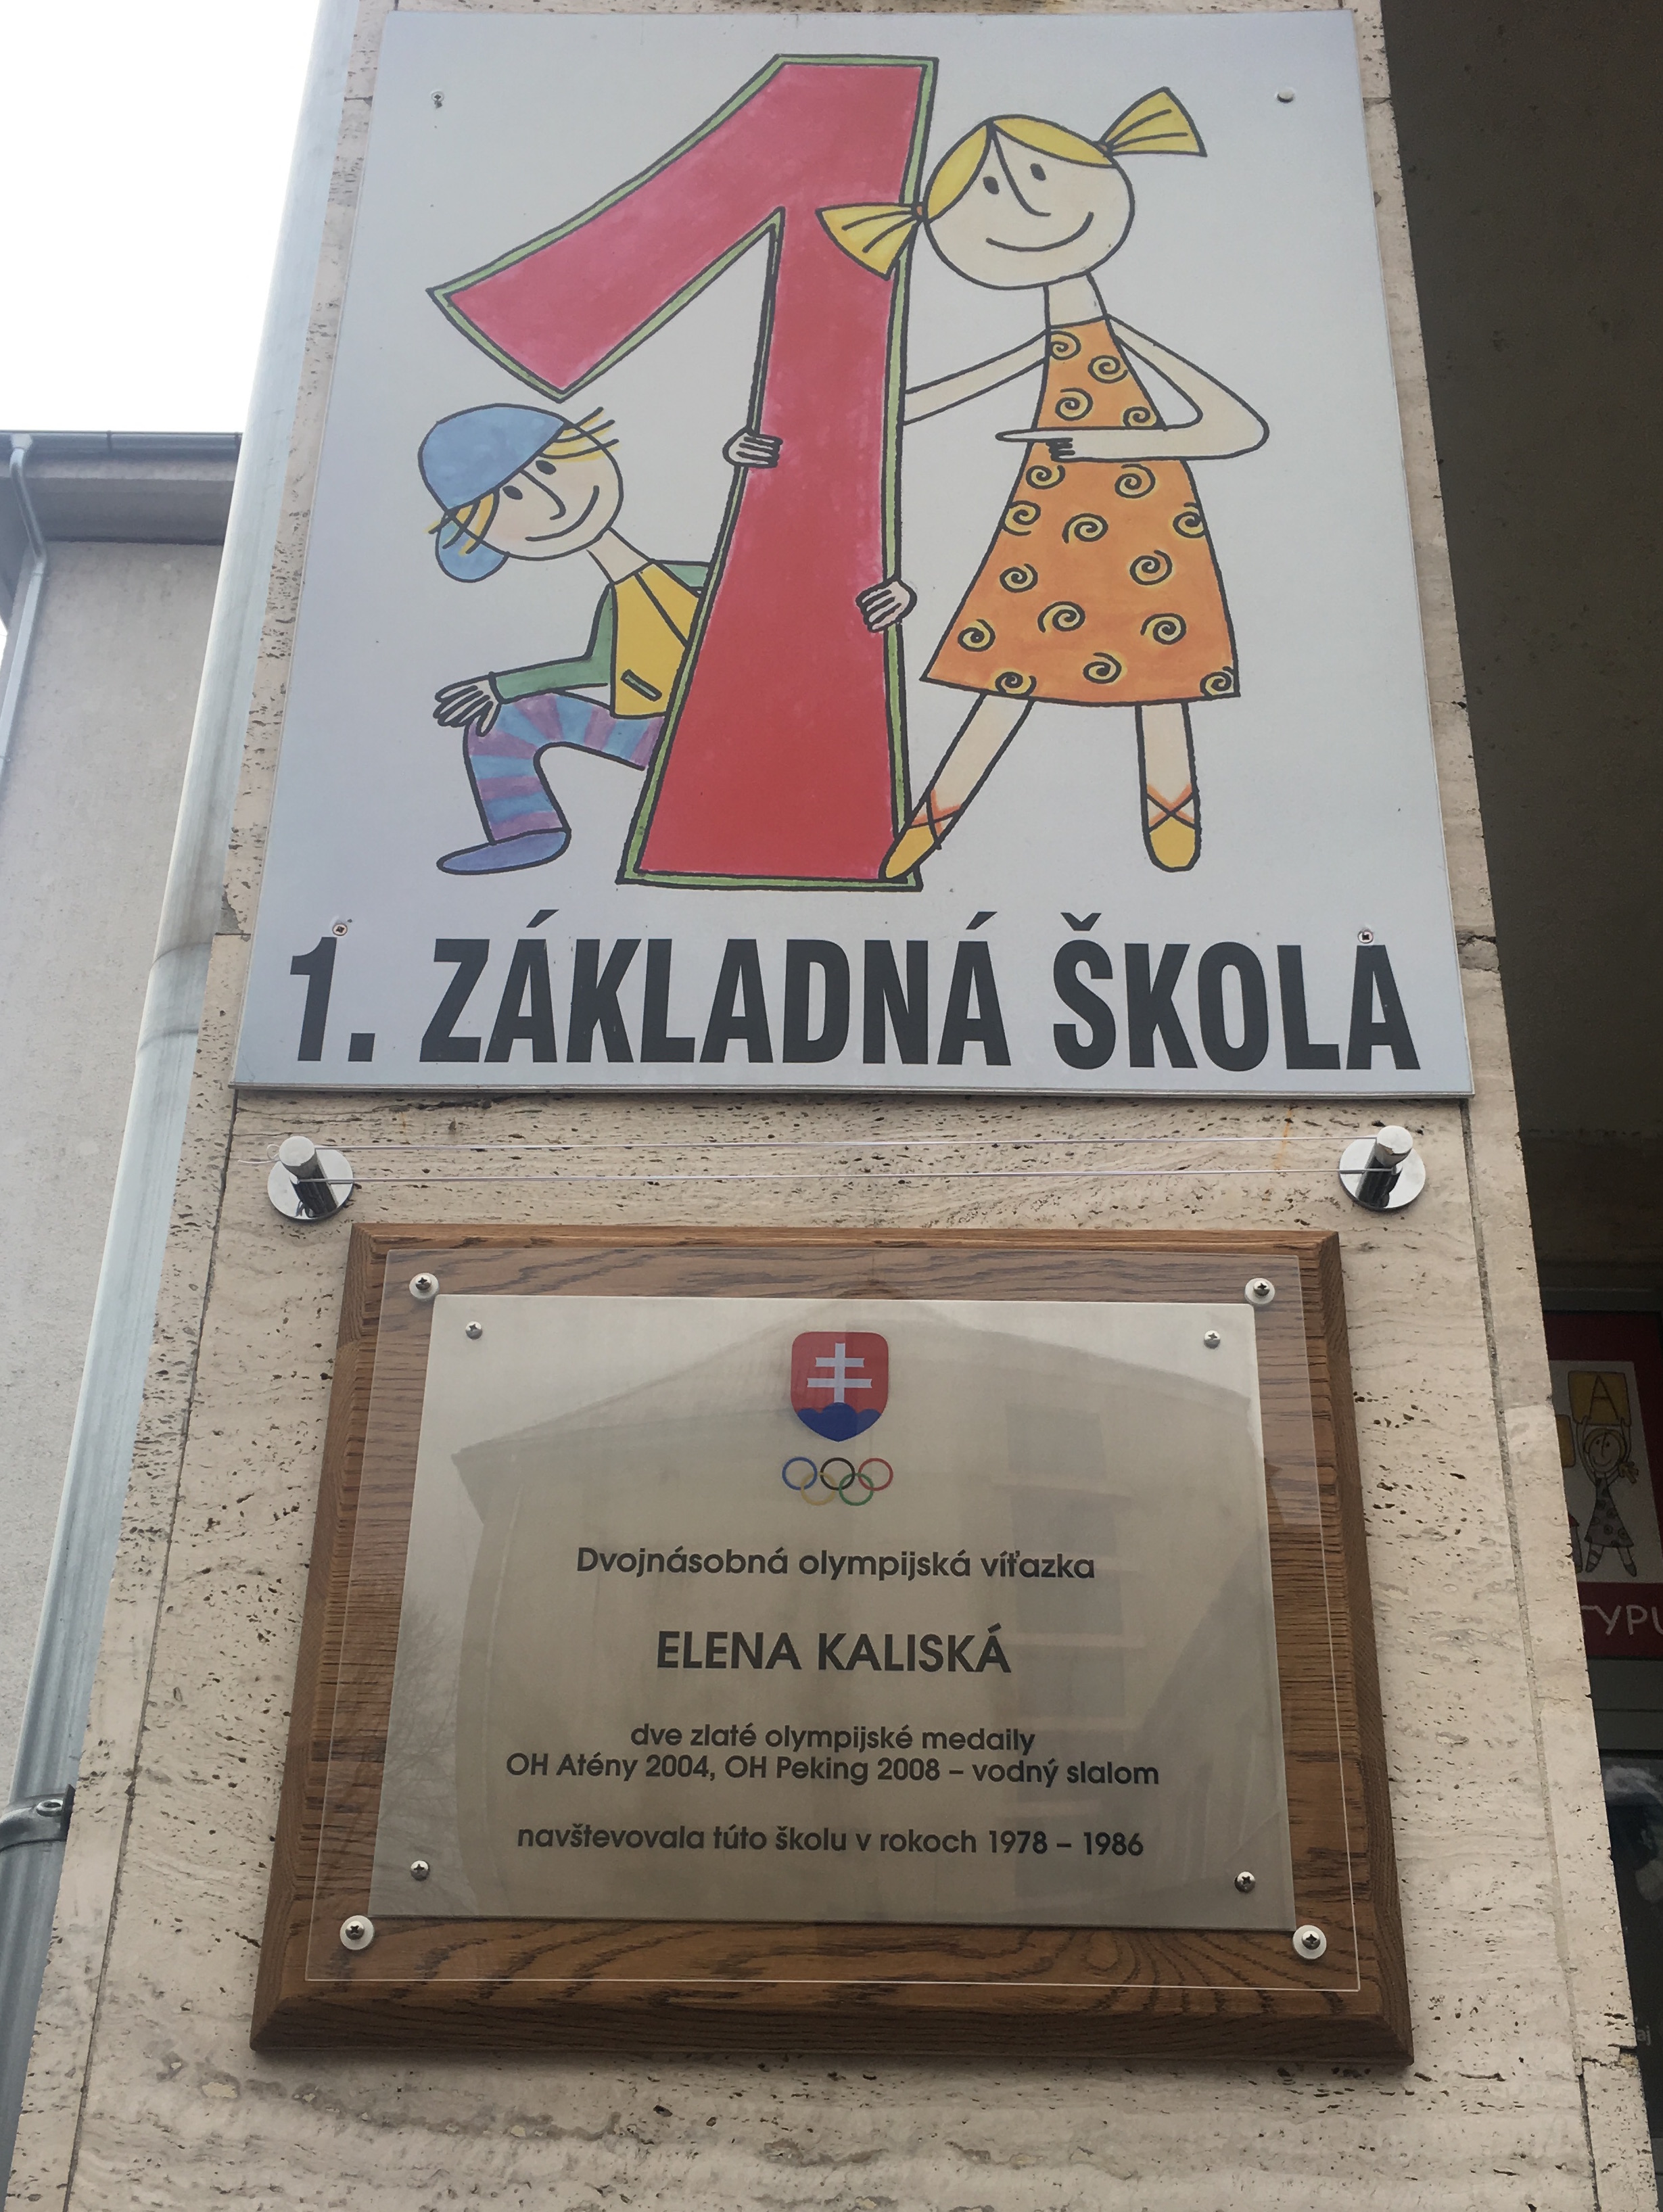 1. ZÁKLADNÁ ŠKOLA
Dvojnásobná olympijská víťazka
ELENA KALISKÁ
dve zlaté olympijské medaily
OH Atény 2004, OH Peking 2008 – vodný slalom
navštevovala túto školu v rokoch 1978 – 1986
A